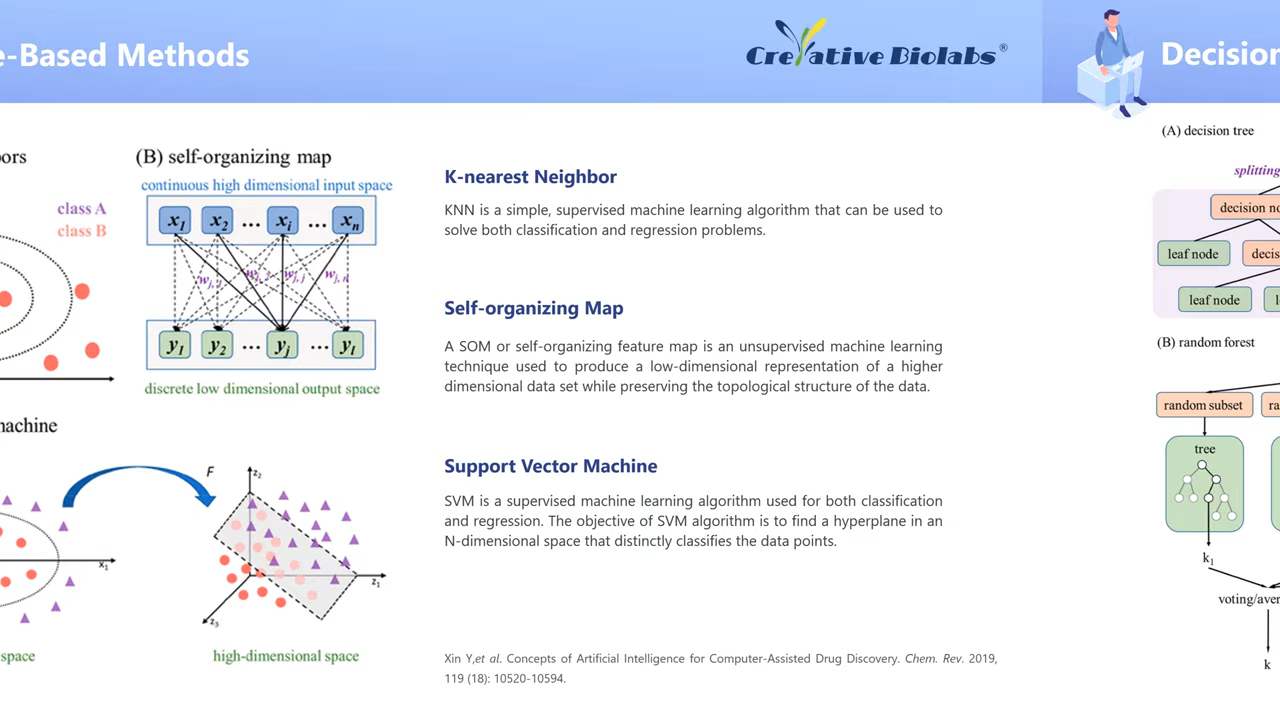 e-Based Methods
Creative Biolabs®
Decision
ors
(B) self-organizing map
continuous high dimensional input space
class A
class B
x1 x2 ... xi ... xn
y1 y2 ... yj ... yl
discrete low dimensional output space
achine
F
z2
x1
z1
z3
space
high-dimensional space
K-nearest Neighbor
KNN is a simple, supervised machine learning algorithm that can be used to
solve both classification and regression problems.
Self-organizing Map
A SOM or self-organizing feature map is an unsupervised machine learning
technique used to produce a low-dimensional representation of a higher
dimensional data set while preserving the topological structure of the data.
Support Vector Machine
SVM is a supervised machine learning algorithm used for both classification
and regression. The objective of SVM algorithm is to find a hyperplane in an
N-dimensional space that distinctly classifies the data points.
Xin Y,et al. Concepts of Artificial Intelligence for Computer-Assisted Drug Discovery. Chem. Rev. 2019,
119 (18): 10520-10594.
(A) decision tree
splitting
decision no
leaf node
decis
leaf node
l
(B) random forest
random subset
ra
tree
k1
voting/aver
k